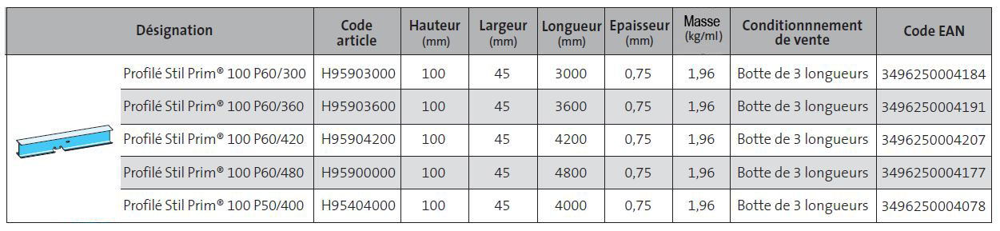 Désignation Code article Hauteur (mm) Largeur (mm) Longueur (mm) Epaisseur (mm) Masse (kg/ml) Conditionnnement de vente Code EAN
Profilé Stil Prim® 100 P60/300 H95903000 100 45 3000 0,75 1,96 Botte de 3 longueurs 3496250004184
Profilé Stil Prim® 100 P60/360 H95903600 100 45 3600 0,75 1,96 Botte de 3 longueurs 3496250004191
Profilé Stil Prim® 100 P60/420 H95904200 100 45 4200 0,75 1,96 Botte de 3 longueurs 3496250004207
Profilé Stil Prim® 100 P60/480 H95900000 100 45 4800 0,75 1,96 Botte de 3 longueurs 3496250004177
Profilé Stil Prim® 100 P50/400 H95404000 100 45 4000 0,75 1,96 Botte de 3 longueurs 3496250004078